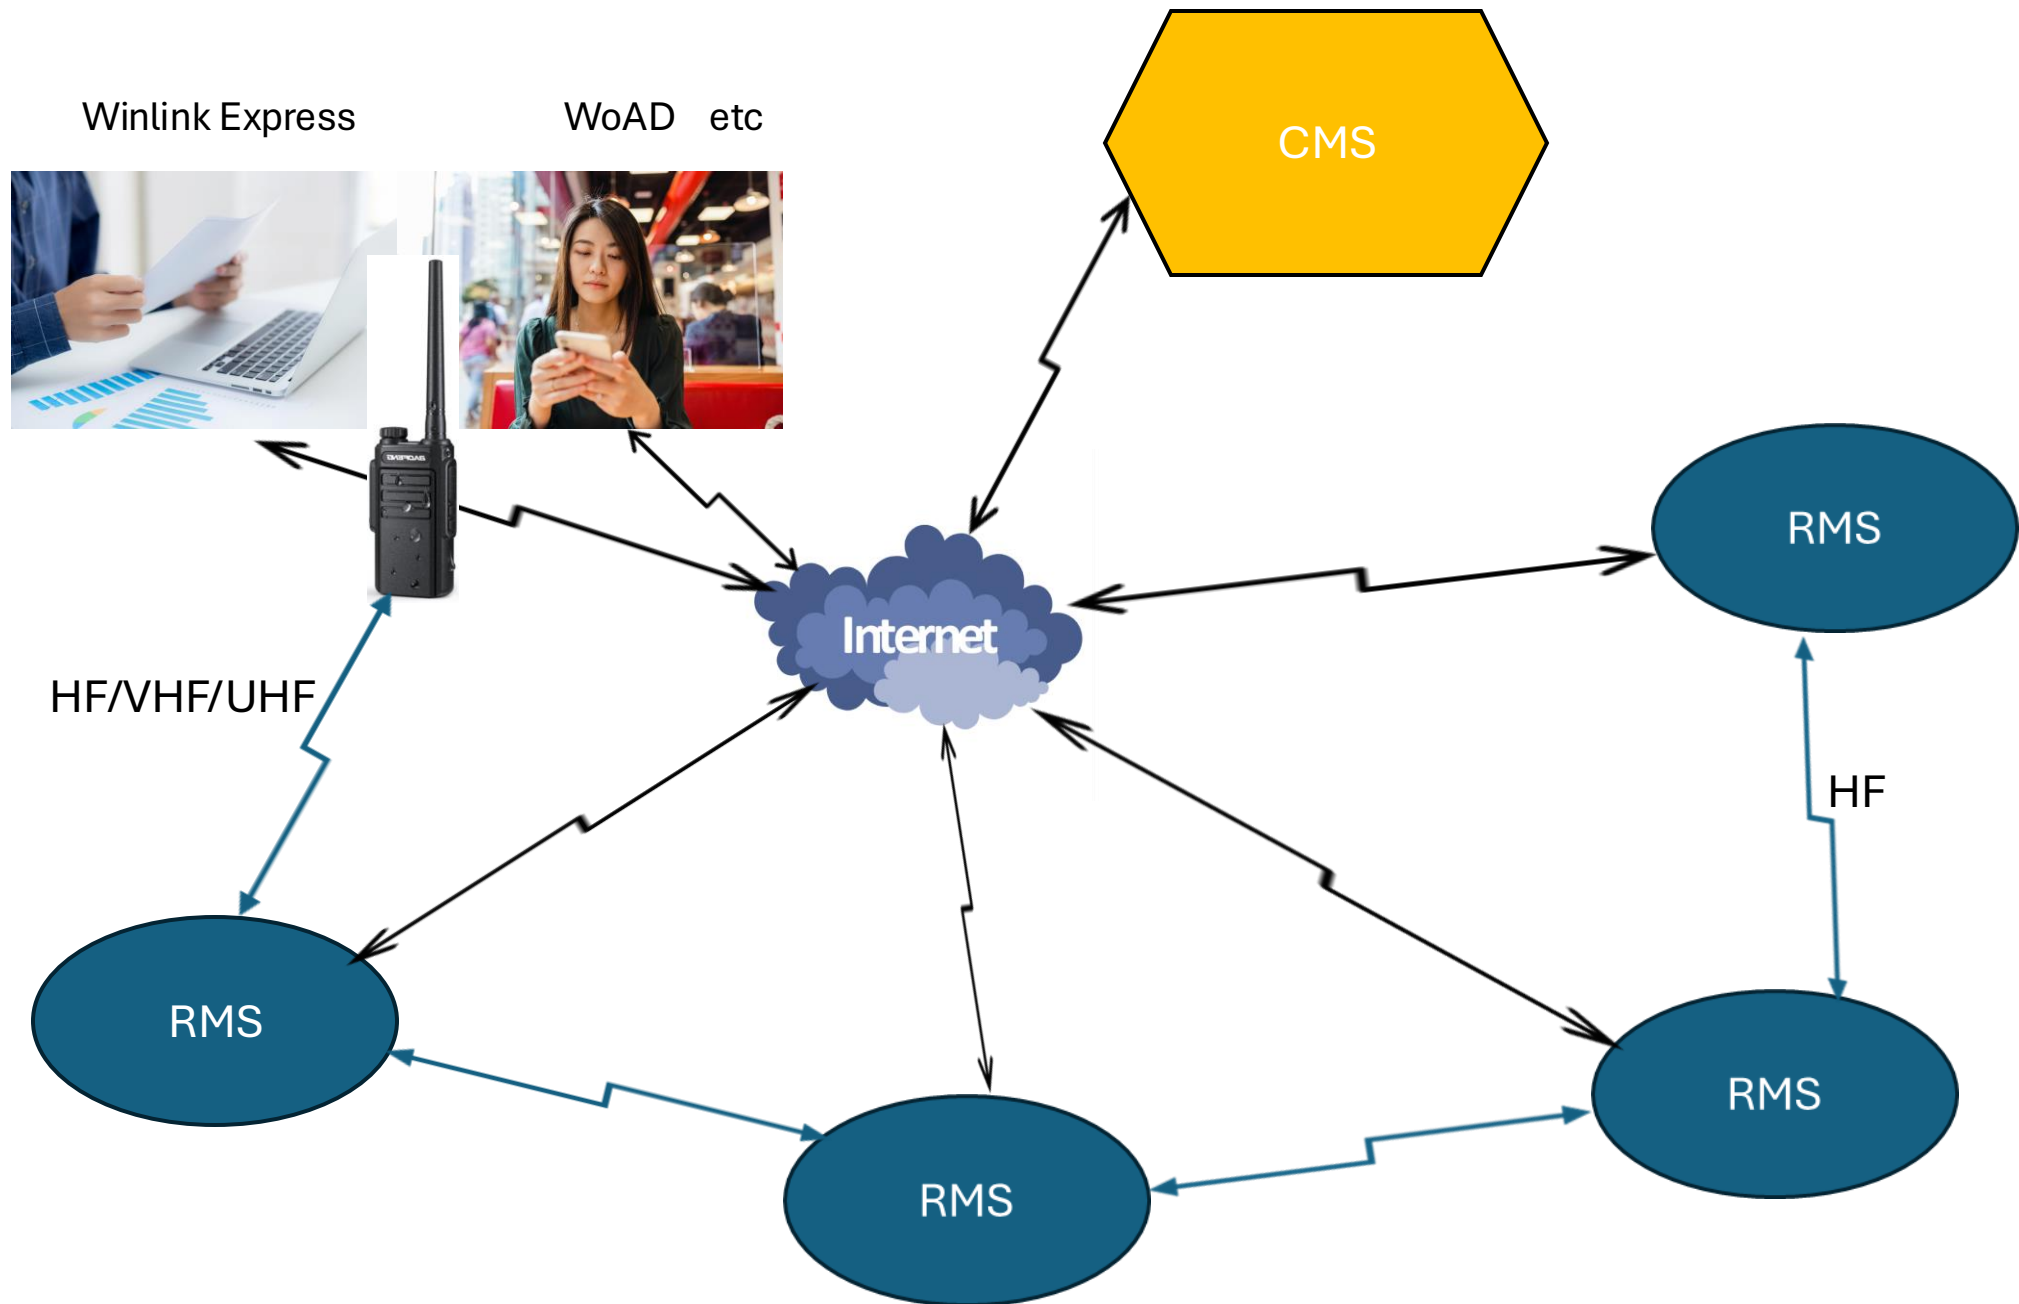 Winlink Express
WoAD etc
CMS
Internet
RMS
HF/VHF/UHF
HF
RMS
RMS
RMS